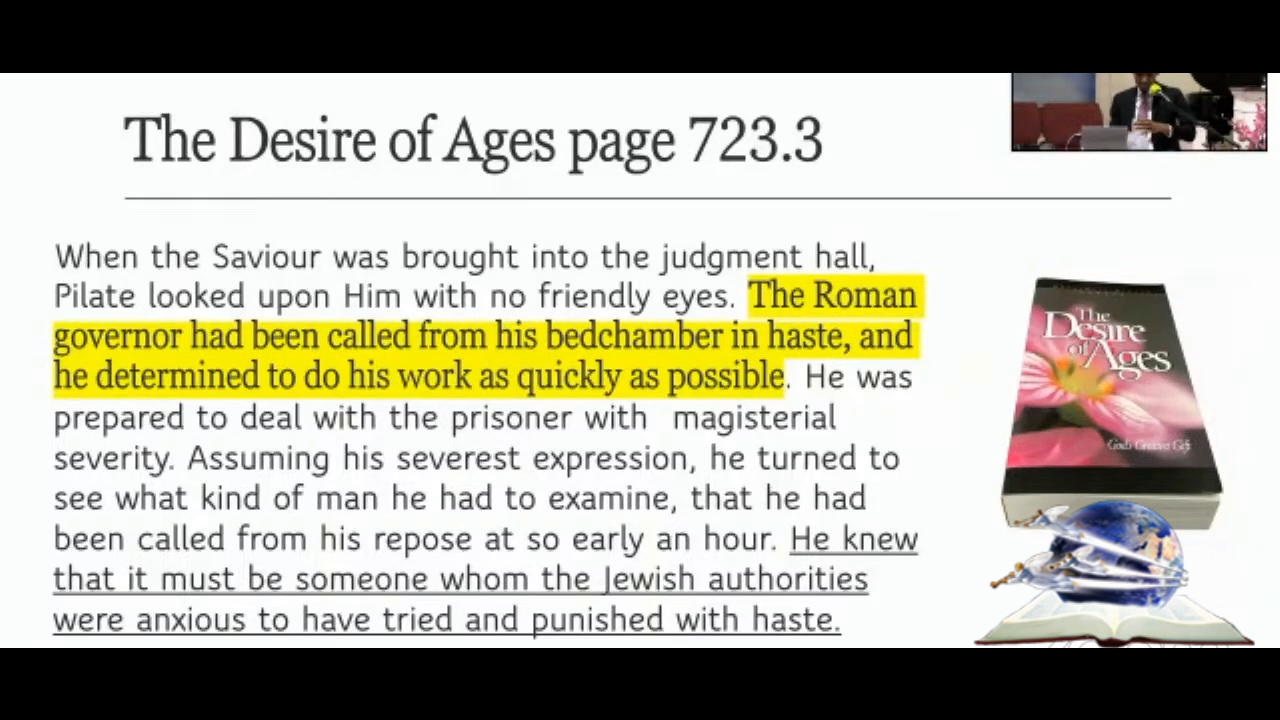 The Desire of Ages page 723.3
When the Saviour was brought into the judgment hall,
Pilate looked upon Him with no friendly eyes. The Roman
governor had been called from his bedchamber in haste, and
he determined to do his work as quickly as possible. He was
prepared to deal with the prisoner with magisterial
severity. Assuming his severest expression, he turned to
see what kind of man he had to examine, that he had
been called from his repose at so early an hour. He knew
that it must be someone whom the Jewish authorities
were anxious to have tried and punished with haste.
The
Desire
of Ages
God's Greatest Gift